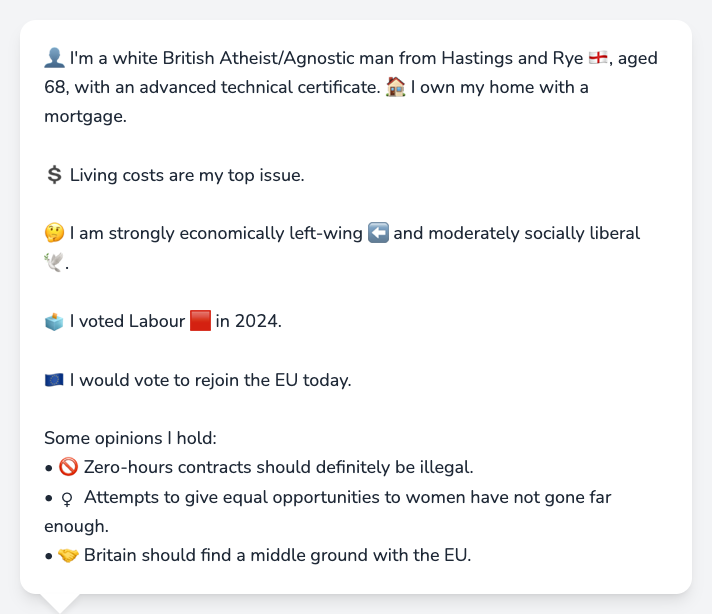 👤 I'm a white British Atheist/Agnostic man from Hastings and Rye 🏴󠁧󠁢󠁥󠁮󠁧󠁿, aged
68, with an advanced technical certificate. 🏠 I own my home with a
mortgage.
💲 Living costs are my top issue.
🤔 I am strongly economically left-wing ⬅️ and moderately socially liberal
🕊️.
🗳️ I voted Labour 🟥 in 2024.
🇪🇺 I would vote to rejoin the EU today.
Some opinions I hold:
• 🚫 Zero-hours contracts should definitely be illegal.
• ♀ Attempts to give equal opportunities to women have not gone far
enough.
• 🤝 Britain should find a middle ground with the EU.